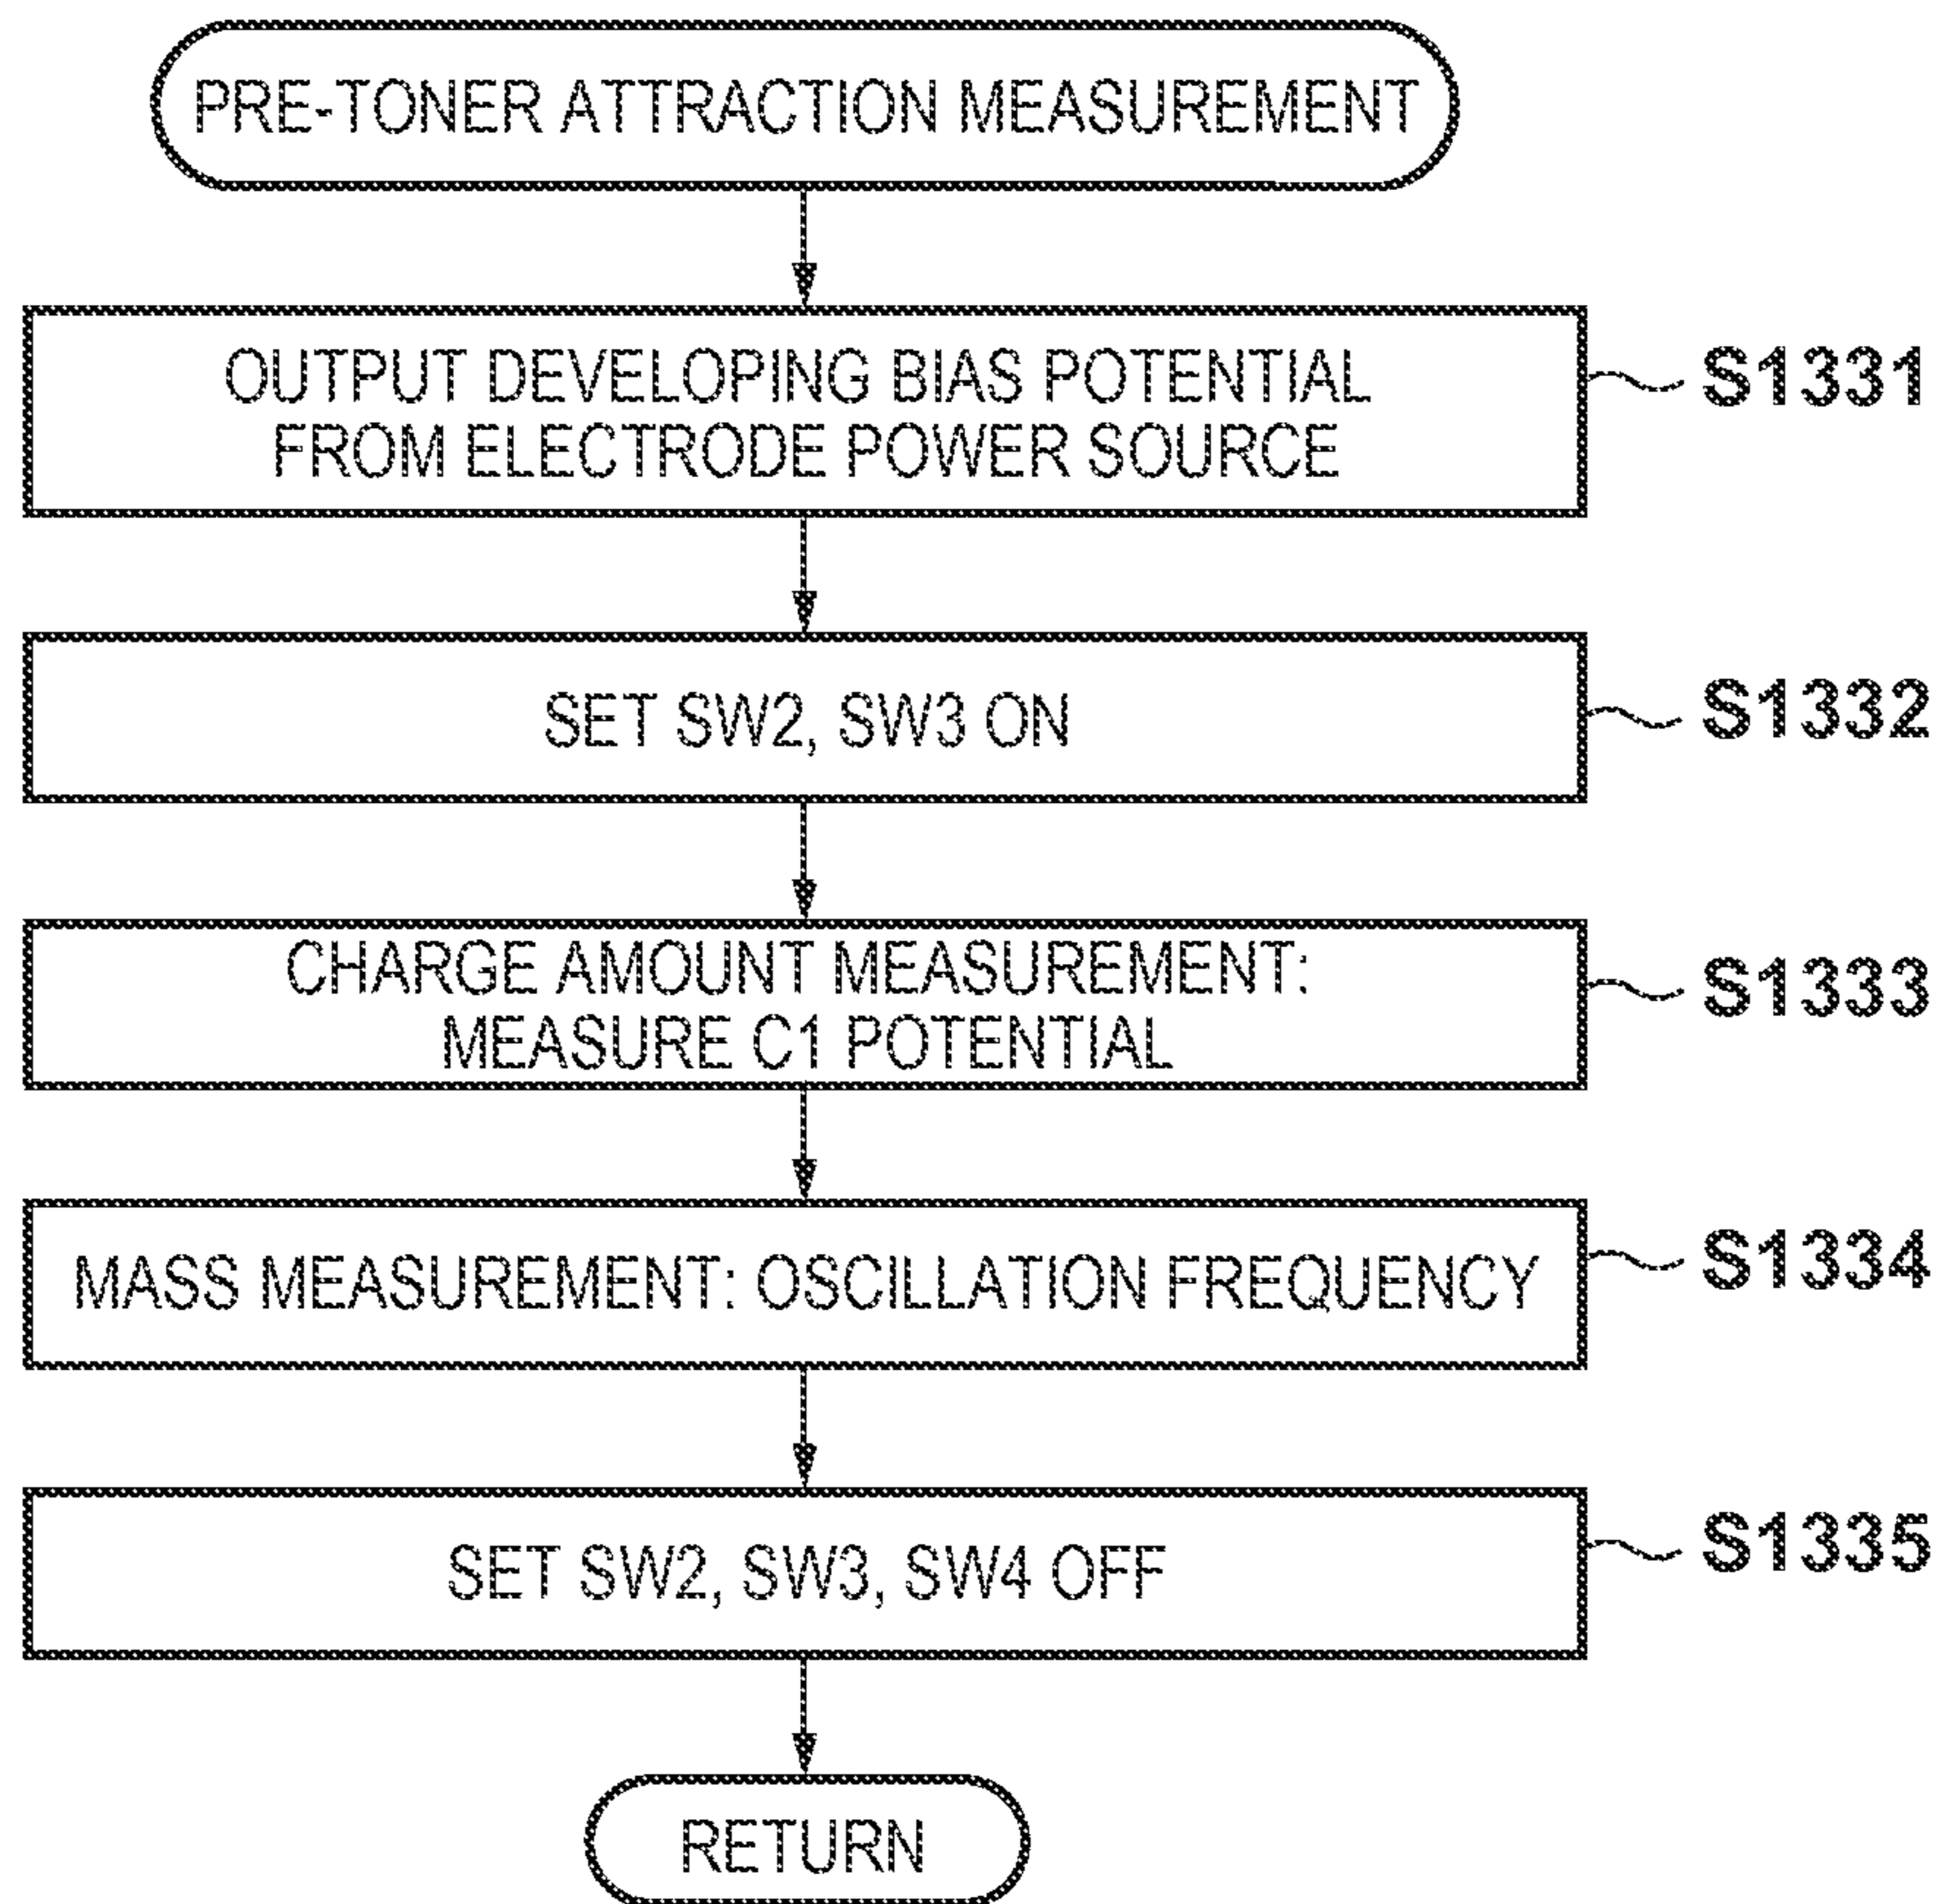 PRE-TONER ATTRACTION MEASUREMENT
OUTPUT DEVELOPING BIAS POTENTIAL
FROM ELECTRODE POWER SOURCE
S1331
SET SW2, SW3 ON
S1332
CHARGE AMOUNT MEASUREMENT:
MEASURE C1 POTENTIAL
S1333
MASS MEASUREMENT: OSCILLATION FREQUENCY
S1334
SET SW2, SW3, SW4 OFF
S1335
RETURN